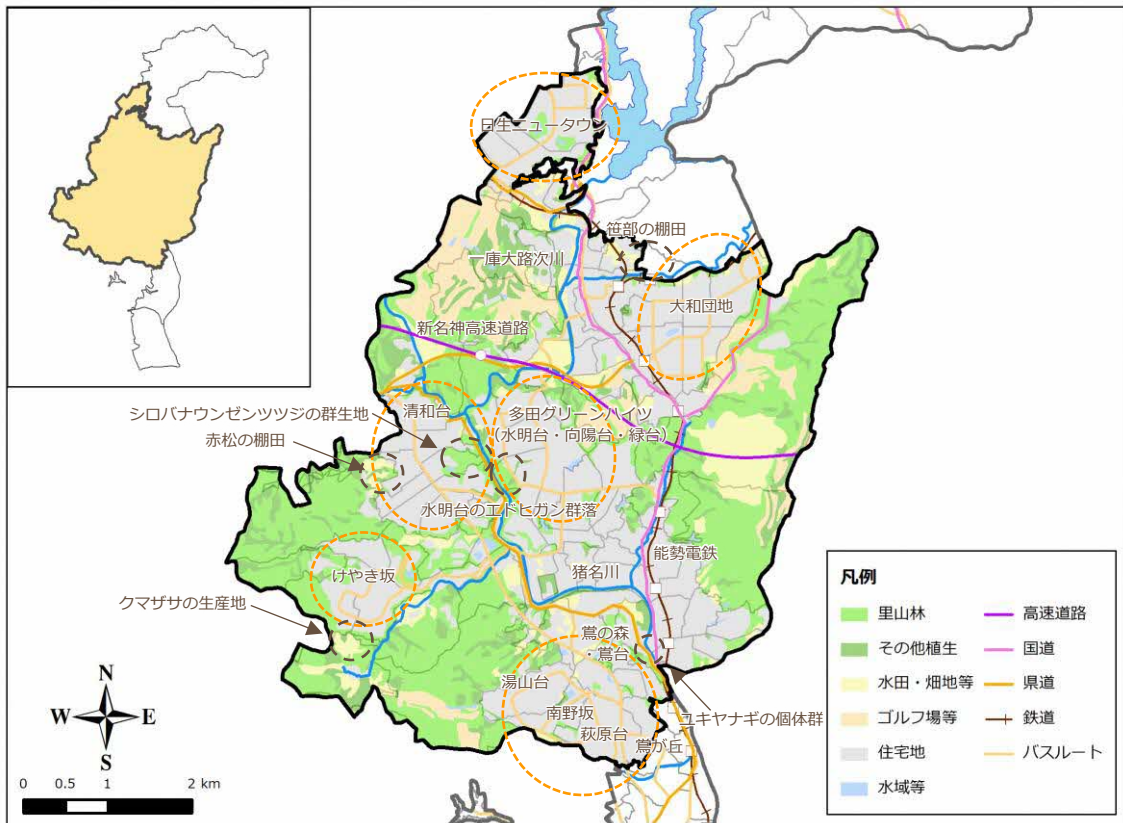 日生ニュータウン
笹部の棚田
一庫大路次川
大和団地
新名神高速道路
シロバナウンゼンツツジの群生地
清和台
多田グリーンハイツ
(水明台・向陽台・緑台)
赤松の棚田
水明台のエドヒガン群落
能勢電鉄
けやき坂
猪名川
クマザサの生産地
鴬の森
・鴬台
湯山台
南野坂
萩原台
鴬が丘
ユキヤナギの個体群
N
W
E
S
0 0.5 1 2 km
凡例
里山林
その他植生
水田・畑地等
ゴルフ場等
住宅地
水域等
高速道路
国道
県道
鉄道
バスルート